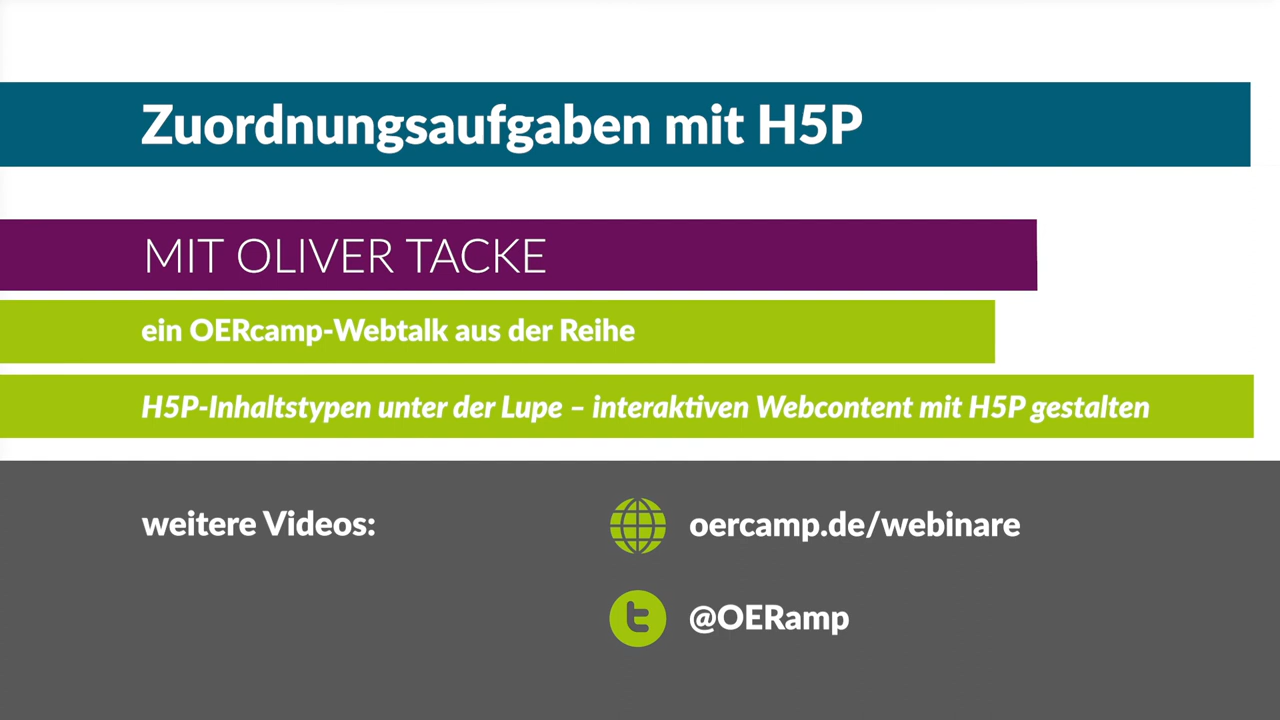 Zuordnungsaufgaben mit H5P
MIT OLIVER TACKE
ein OERcamp-Webtalk aus der Reihe
H5P-Inhaltstypen unter der Lupe – interaktiven Webcontent mit H5P gestalten
weitere Videos:
oercamp.de/webinare
@OERamp